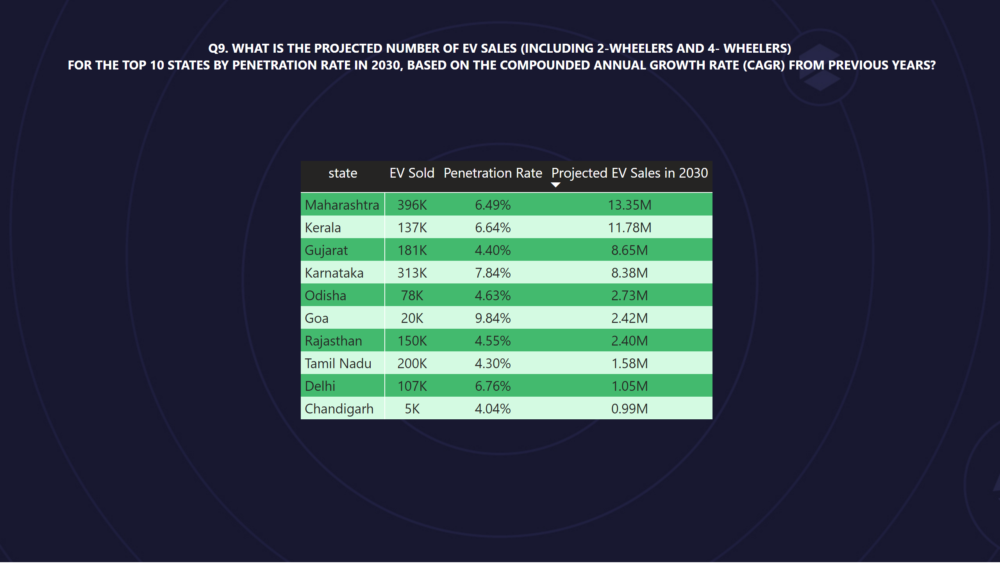 Q9. WHAT IS THE PROJECTED NUMBER OF EV SALES (INCLUDING 2-WHEELERS AND 4- WHEELERS)
FOR THE TOP 10 STATES BY PENETRATION RATE IN 2030, BASED ON THE COMPOUNDED ANNUAL GROWTH RATE (CAGR) FROM PREVIOUS YEARS?
state EV Sold Penetration Rate Projected EV Sales in 2030
Maharashtra 396K 6.49% 13.35M
Kerala 137K 6.64% 11.78M
Gujarat 181K 4.40% 8.65M
Karnataka 313K 7.84% 8.38M
Odisha 78K 4.63% 2.73M
Goa 20K 9.84% 2.42M
Rajasthan 150K 4.55% 2.40M
Tamil Nadu 200K 4.30% 1.58M
Delhi 107K 6.76% 1.05M
Chandigarh 5K 4.04% 0.99M